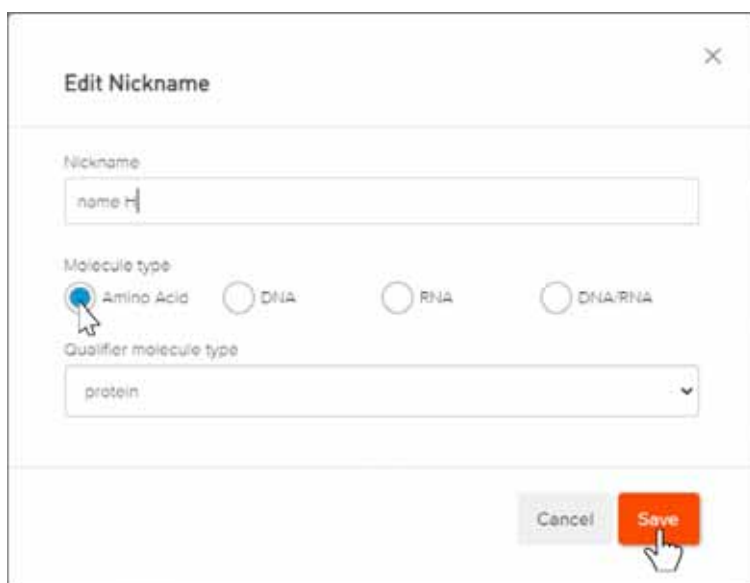 Edit Nickname
Nickname
name H
Molecule type
Amino Acid DNA RNA DNA/RNA
Qualifier molecule type
protein
Cancel Save